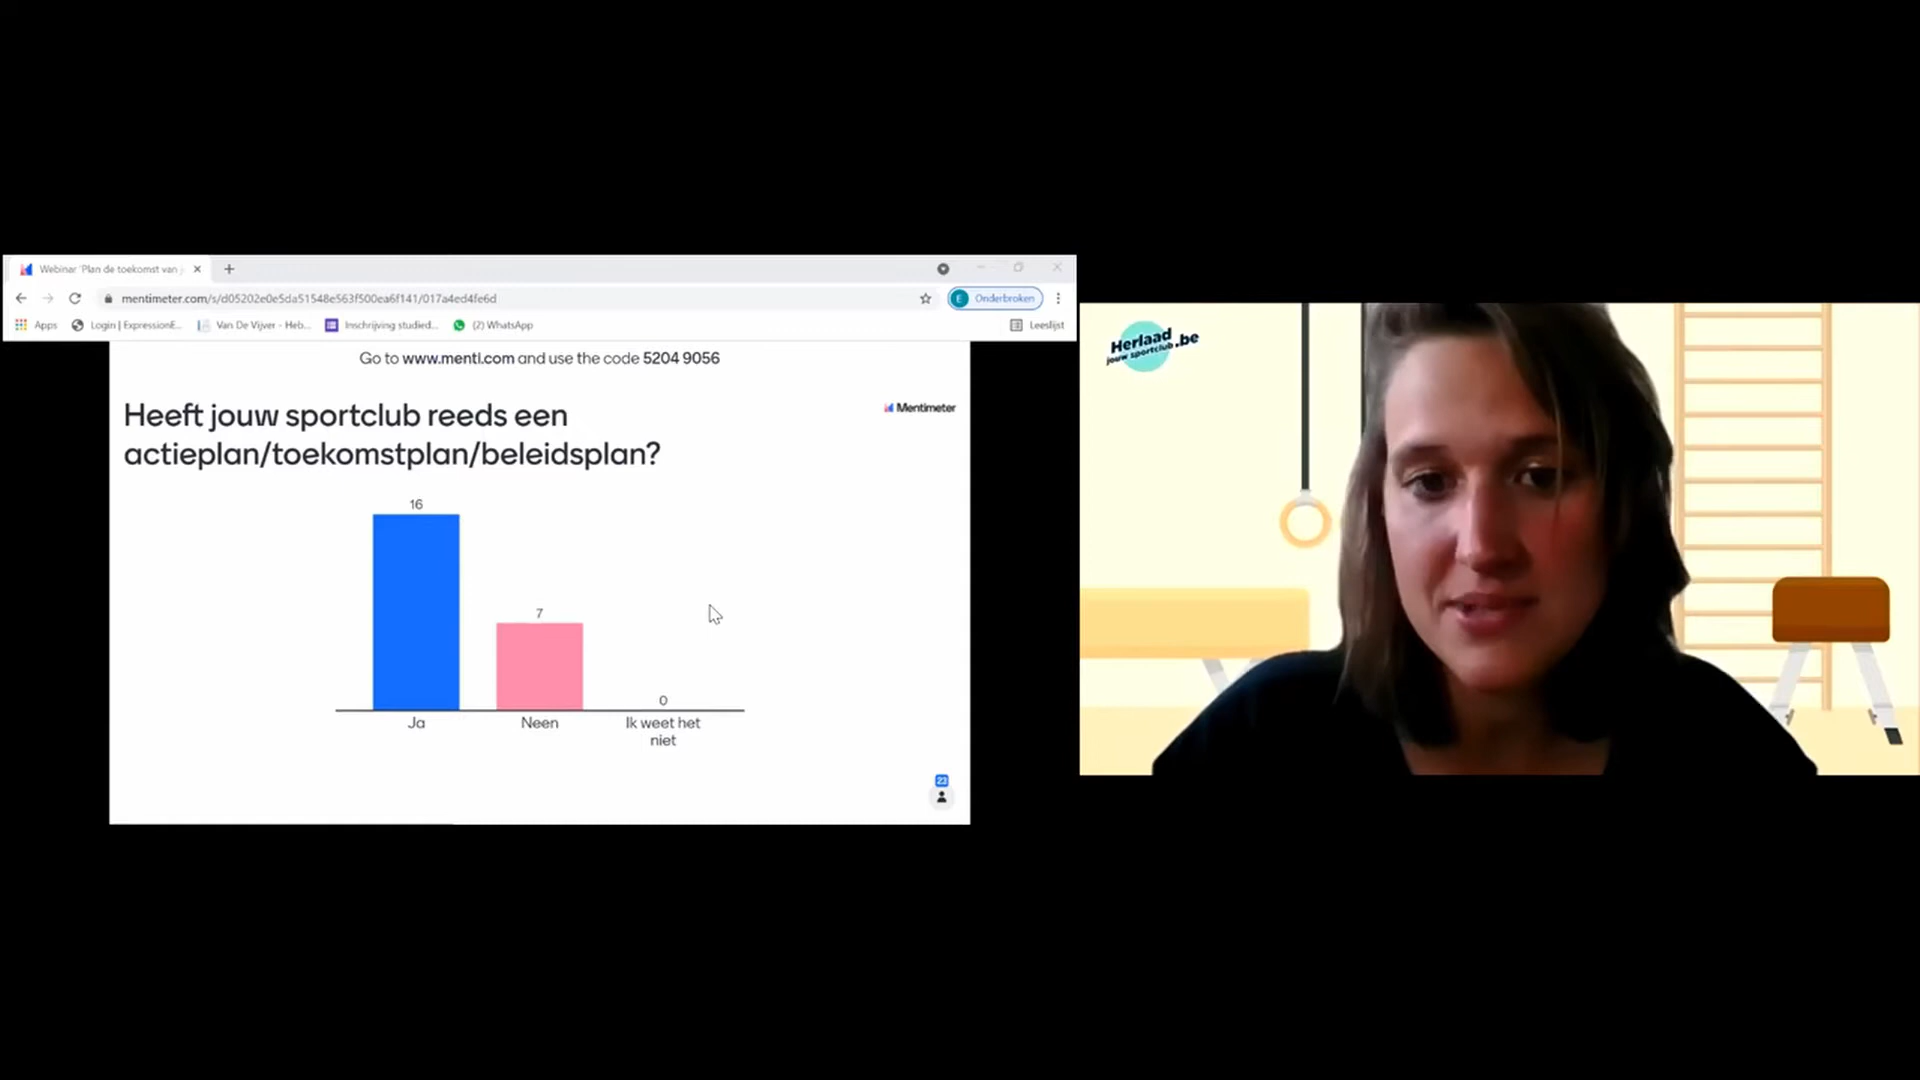 Webinar 'Plan de toekomst van
mentimeter.com/s/d05202e0e5da51548e563f500ea6f141/017a4ed4fe6d
E Onderbroken
Apps
Login | ExpressionE...
Van De Vijver - Heb...
Inschrijving studied...
(2) WhatsApp
Leeslijst
Go to www.menti.com and use the code 5204 9056
Heeft jouw sportclub reeds een
actieplan/toekomstplan/beleidsplan?
Mentimeter
16
7
0
Ja
Neen
Ik weet het
niet
23
Herlaad
jouw sportclub.be